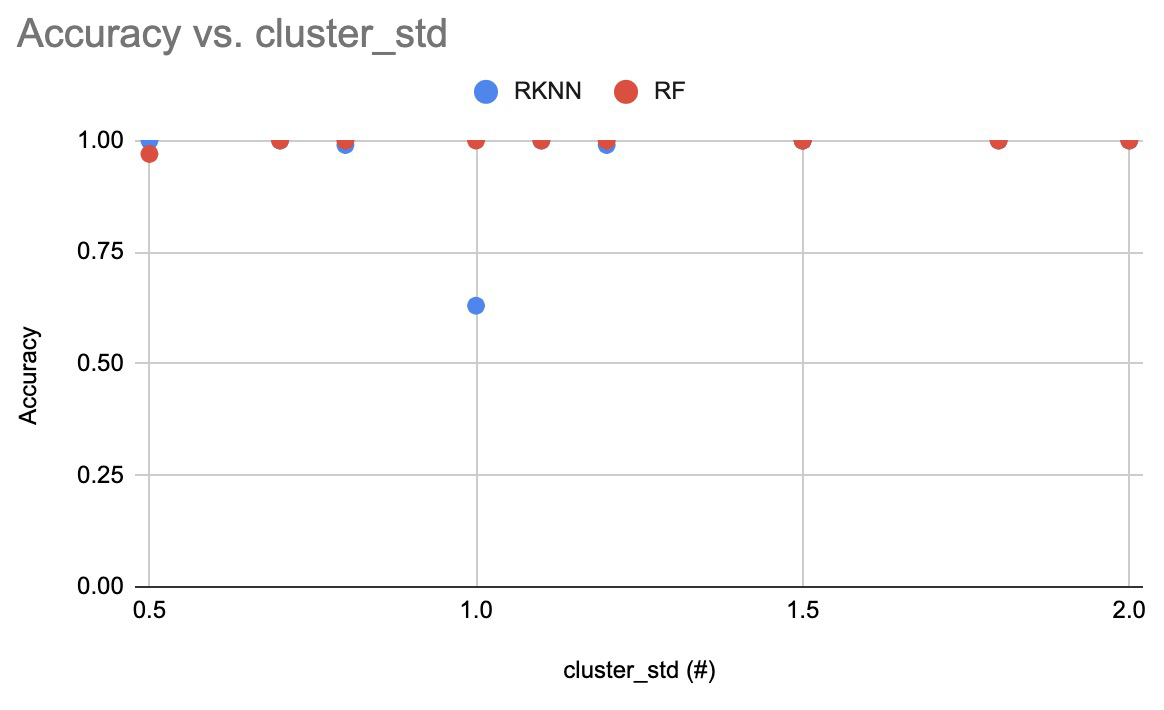 Accuracy vs. cluster_std
RKNN RF
1.00
0.75
0.50
0.25
0.00
Accuracy
0.5 1.0 1.5 2.0
cluster_std (#)